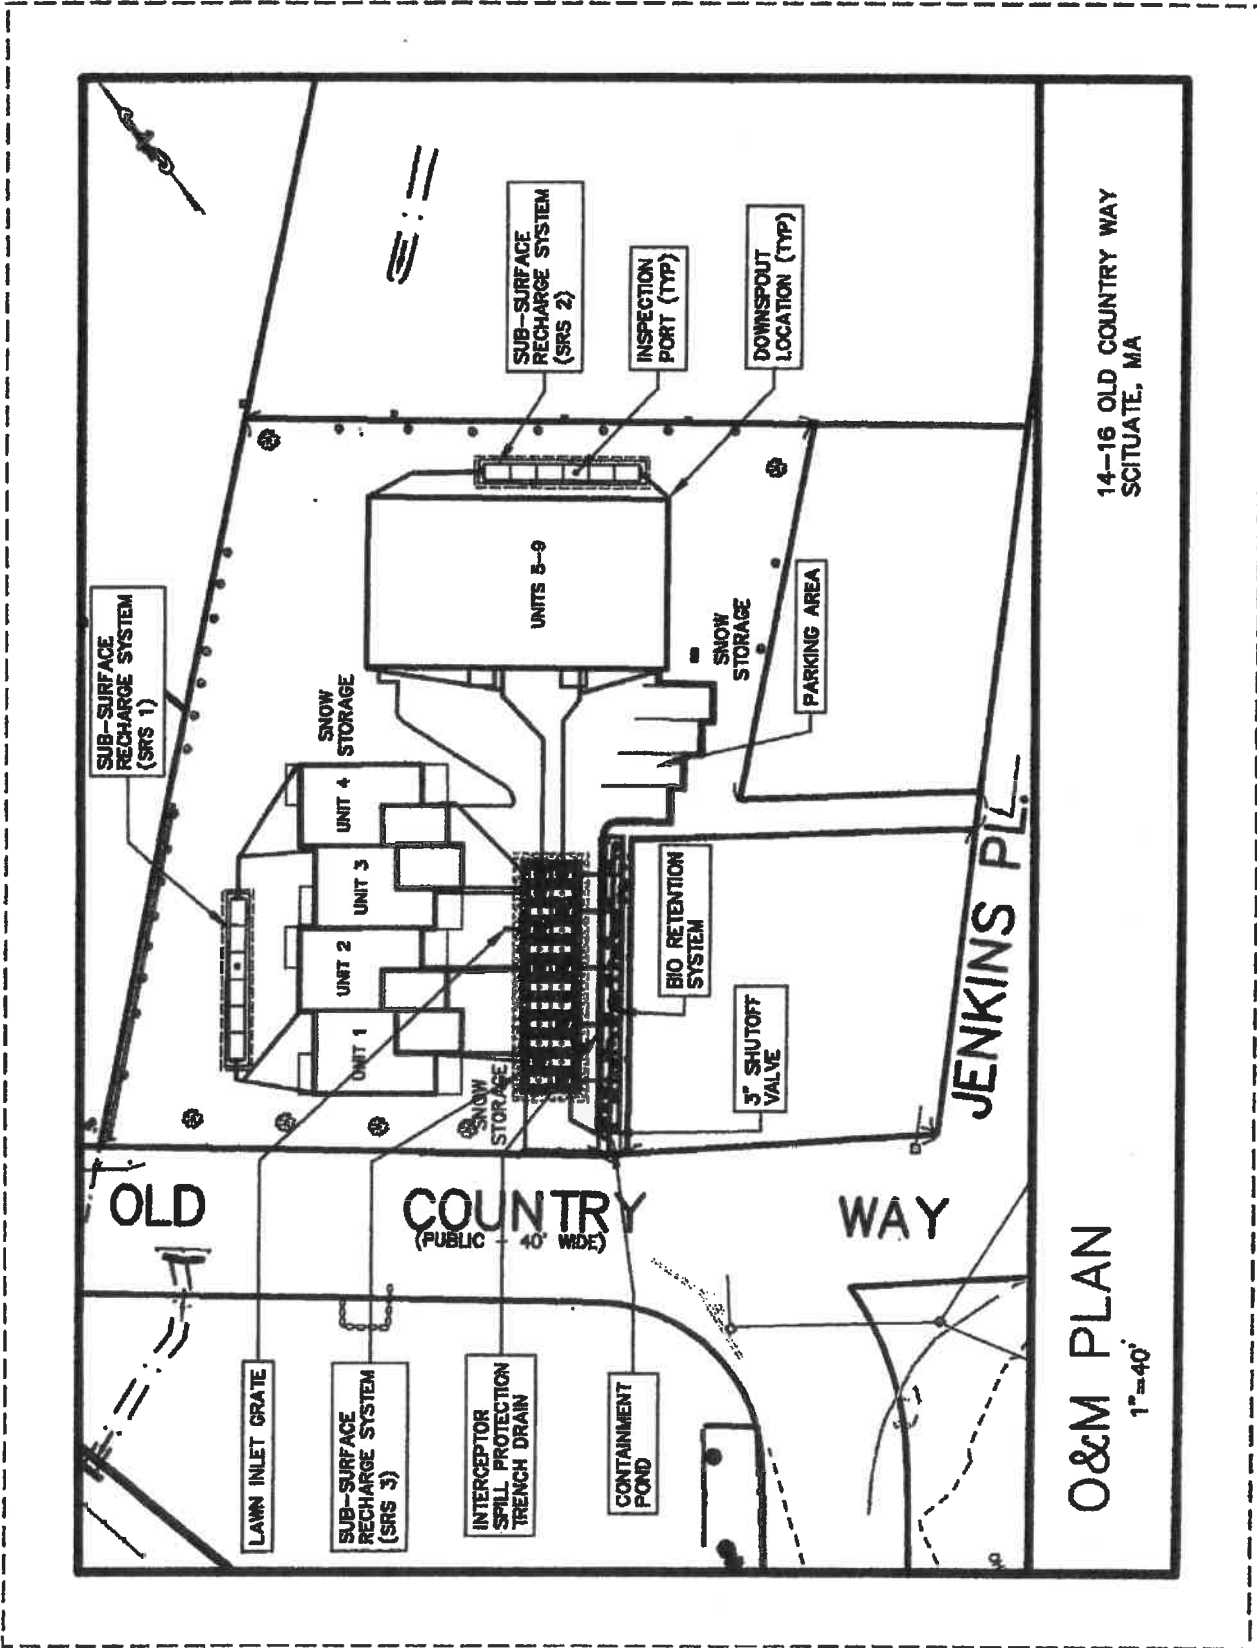 SUB-SURFACE
RECHARGE SYSTEM
(SRS 1)
SUB-SURFACE
RECHARGE SYSTEM
(SRS 2)
INSPECTION
PORT (TYP)
DOWNSPOUT
LOCATION (TYP)
UNITS 5-9
SNOW
STORAGE
UNIT 4
UNIT 3
UNIT 2
UNIT 1
SNOW
STORAGE
PARKING AREA
SNOW
STORAGE
BIO RETENTION
SYSTEM
3" SHUTOFF
VALVE
JENKINS PL.
OLD COUNTRY WAY
(PUBLIC - 40' WIDE)
LAWN INLET GRATE
SUB-SURFACE
RECHARGE SYSTEM
(SRS 3)
INTERCEPTOR
SPILL PROTECTION
TRENCH DRAIN
CONTAINMENT
POND
O&M PLAN
1"=40'
14-16 OLD COUNTRY WAY
SCITUATE, MA